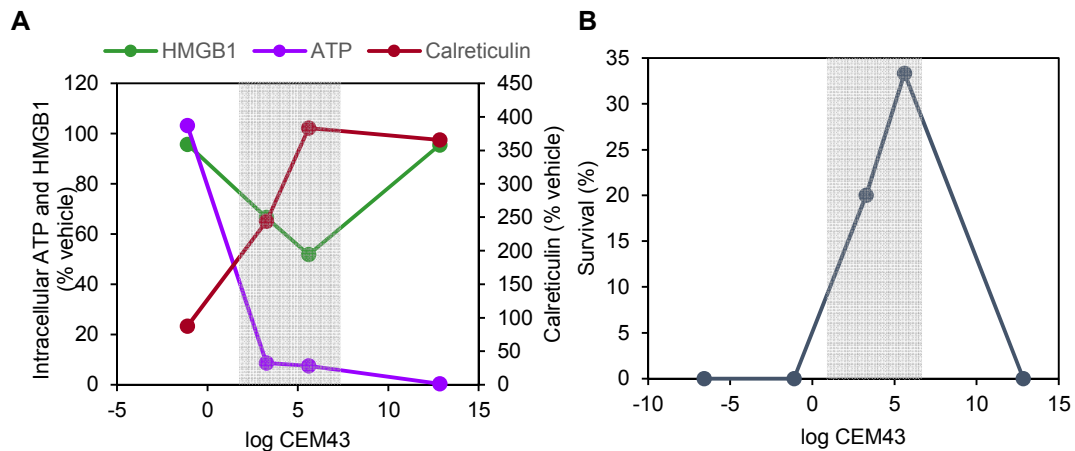 A
HMGB1 ATP Calreticulin
Intracellular ATP and HMGB1
(% vehicle)
120
100
80
60
40
20
0
450
400
350
300
250
200
150
100
50
0
Calreticulin (% vehicle)
-5 0 5 10 15
log CEM43
B
Survival (%)
35
30
25
20
15
10
5
0
-10 -5 0 5 10 15
log CEM43